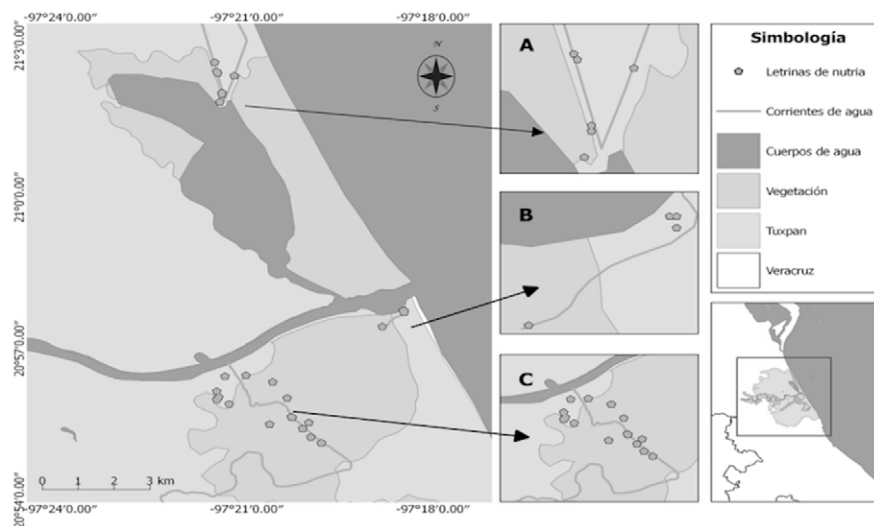 -97°24'0.00" -97°21'0.00" -97°18'0.00"
21°3'0.00"
21°0'0.00"
20°57'0.00"
20°54'0.00"
N
S
0 1 2 3 km
-97°24'0.00" -97°21'0.00" -97°18'0.00"
A
B
C
Simbología
Letrinas de nutria
Corrientes de agua
Cuerpos de agua
Vegetación
Tuxpan
Veracruz